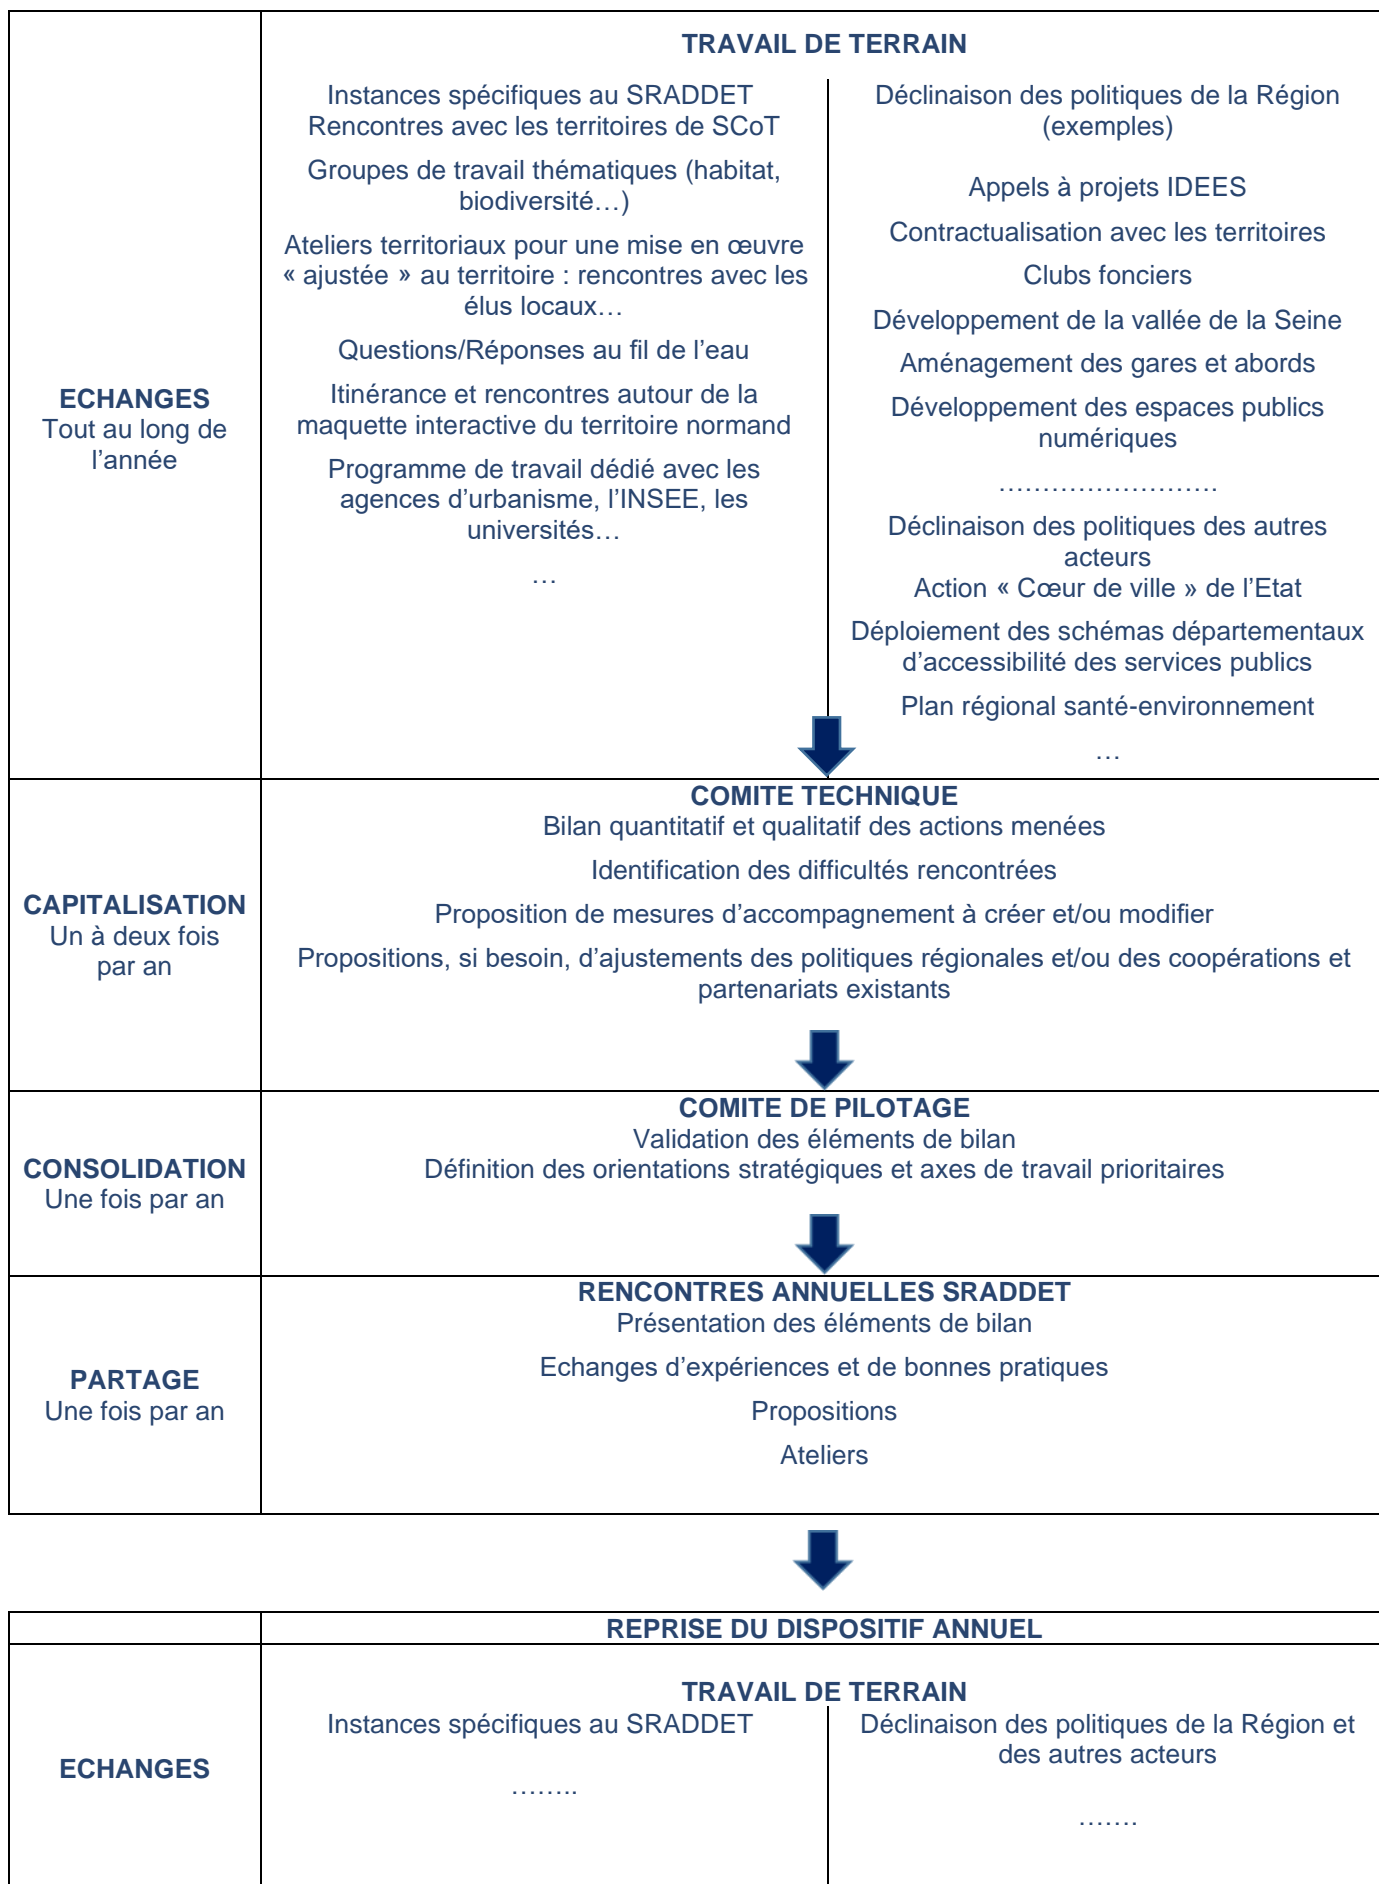 TRAVAIL DE TERRAIN
ECHANGES
Tout au long de
l’année
Instances spécifiques au SRADDET
Rencontres avec les territoires de SCoT
Groupes de travail thématiques (habitat,
biodiversité…)
Ateliers territoriaux pour une mise en œuvre
« ajustée » au territoire : rencontres avec les
élus locaux…
Questions/Réponses au fil de l’eau
Itinérance et rencontres autour de la
maquette interactive du territoire normand
Programme de travail dédié avec les
agences d’urbanisme, l’INSEE, les
universités…
…
Déclinaison des politiques de la Région
(exemples)
Appels à projets IDEES
Contractualisation avec les territoires
Clubs fonciers
Développement de la vallée de la Seine
Aménagement des gares et abords
Développement des espaces publics
numériques
…………………….
Déclinaison des politiques des autres
acteurs
Action « Cœur de ville » de l’Etat
Déploiement des schémas départementaux
d’accessibilité des services publics
Plan régional santé-environnement
…
CAPITALISATION
Un à deux fois
par an
COMITE TECHNIQUE
Bilan quantitatif et qualitatif des actions menées
Identification des difficultés rencontrées
Proposition de mesures d’accompagnement à créer et/ou modifier
Propositions, si besoin, d’ajustements des politiques régionales et/ou des coopérations et
partenariats existants
CONSOLIDATION
Une fois par an
COMITE DE PILOTAGE
Validation des éléments de bilan
Définition des orientations stratégiques et axes de travail prioritaires
PARTAGE
Une fois par an
RENCONTRES ANNUELLES SRADDET
Présentation des éléments de bilan
Echanges d’expériences et de bonnes pratiques
Propositions
Ateliers
REPRISE DU DISPOSITIF ANNUEL
ECHANGES
TRAVAIL DE TERRAIN
Instances spécifiques au SRADDET
……..
Déclinaison des politiques de la Région et
des autres acteurs
…….